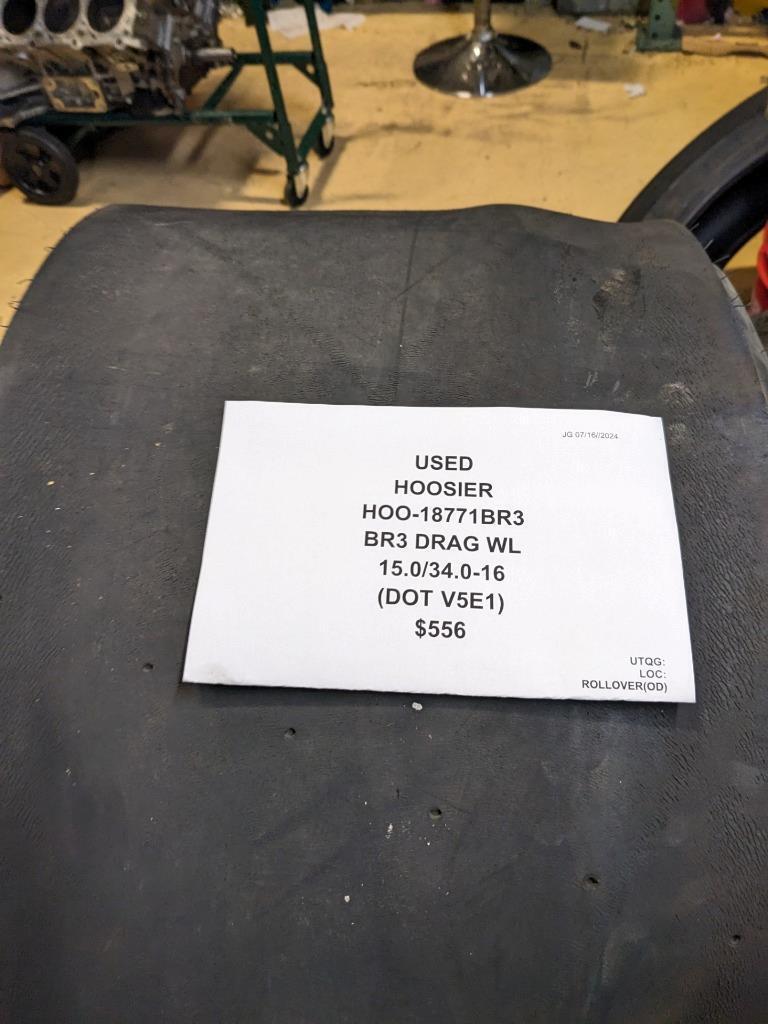 JG 07/16//2024
USED
HOOSIER
HOO-18771BR3
BR3 DRAG WL
15.0/34.0-16
(DOT V5E1)
$556
UTQG:
LOC:
ROLLOVER(OD)